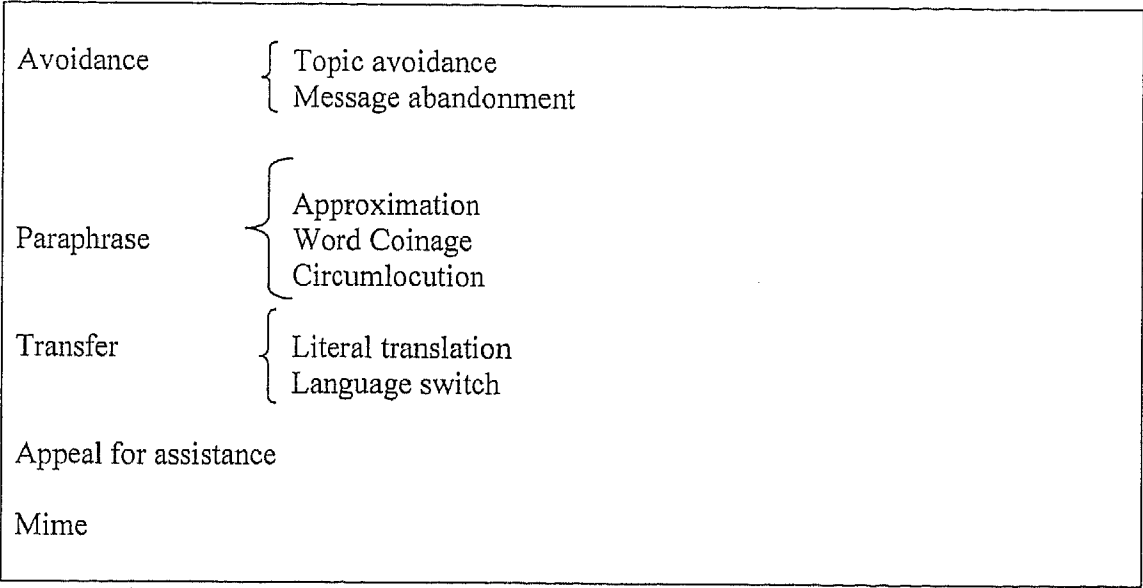 Avoidance
Topic avoidance
Message abandonment
Paraphrase
Approximation
Word Coinage
Circumlocution
Transfer
Literal translation
Language switch
Appeal for assistance
Mime